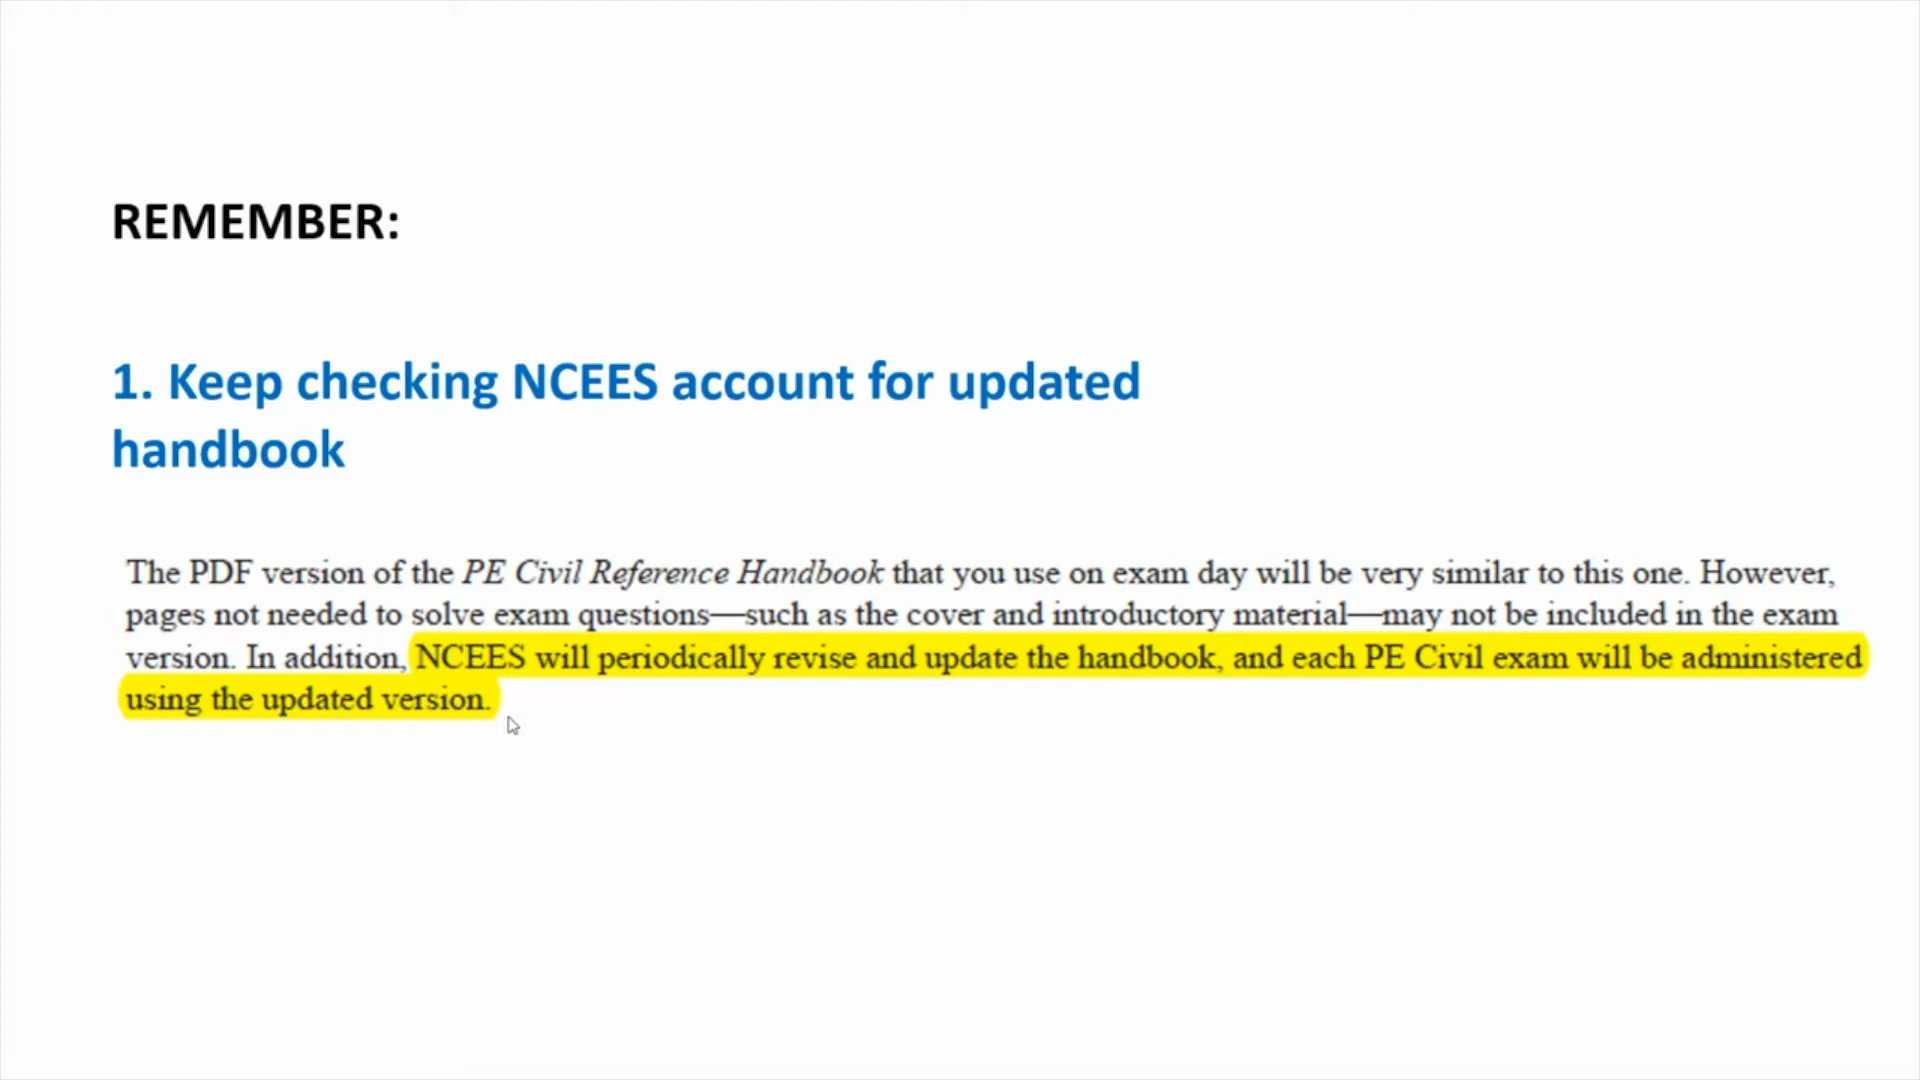 REMEMBER:
1. Keep checking NCEES account for updated
handbook
The PDF version of the PE Civil Reference Handbook that you use on exam day will be very similar to this one. However,
pages not needed to solve exam questions—such as the cover and introductory material—may not be included in the exam
version. In addition, NCEES will periodically revise and update the handbook, and each PE Civil exam will be administered
using the updated version.